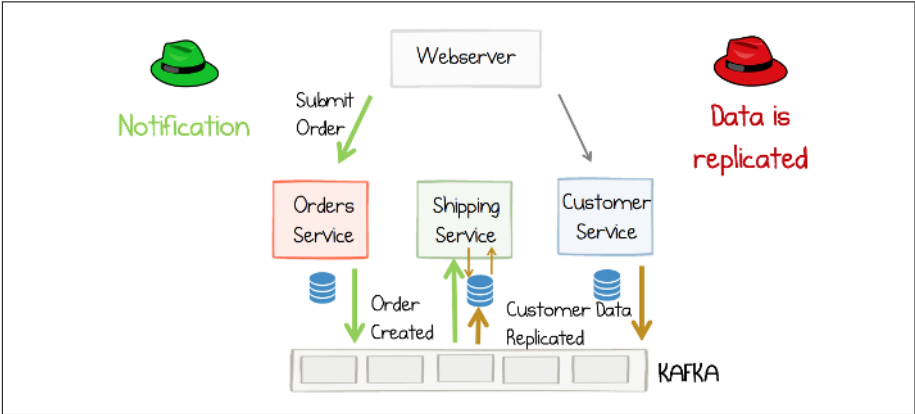 Webserver
Submit
Order
Notification
Data is
replicated
Orders
Service
Shipping
Service
Customer
Service
Order
Created
Customer Data
Replicated
KAFKA